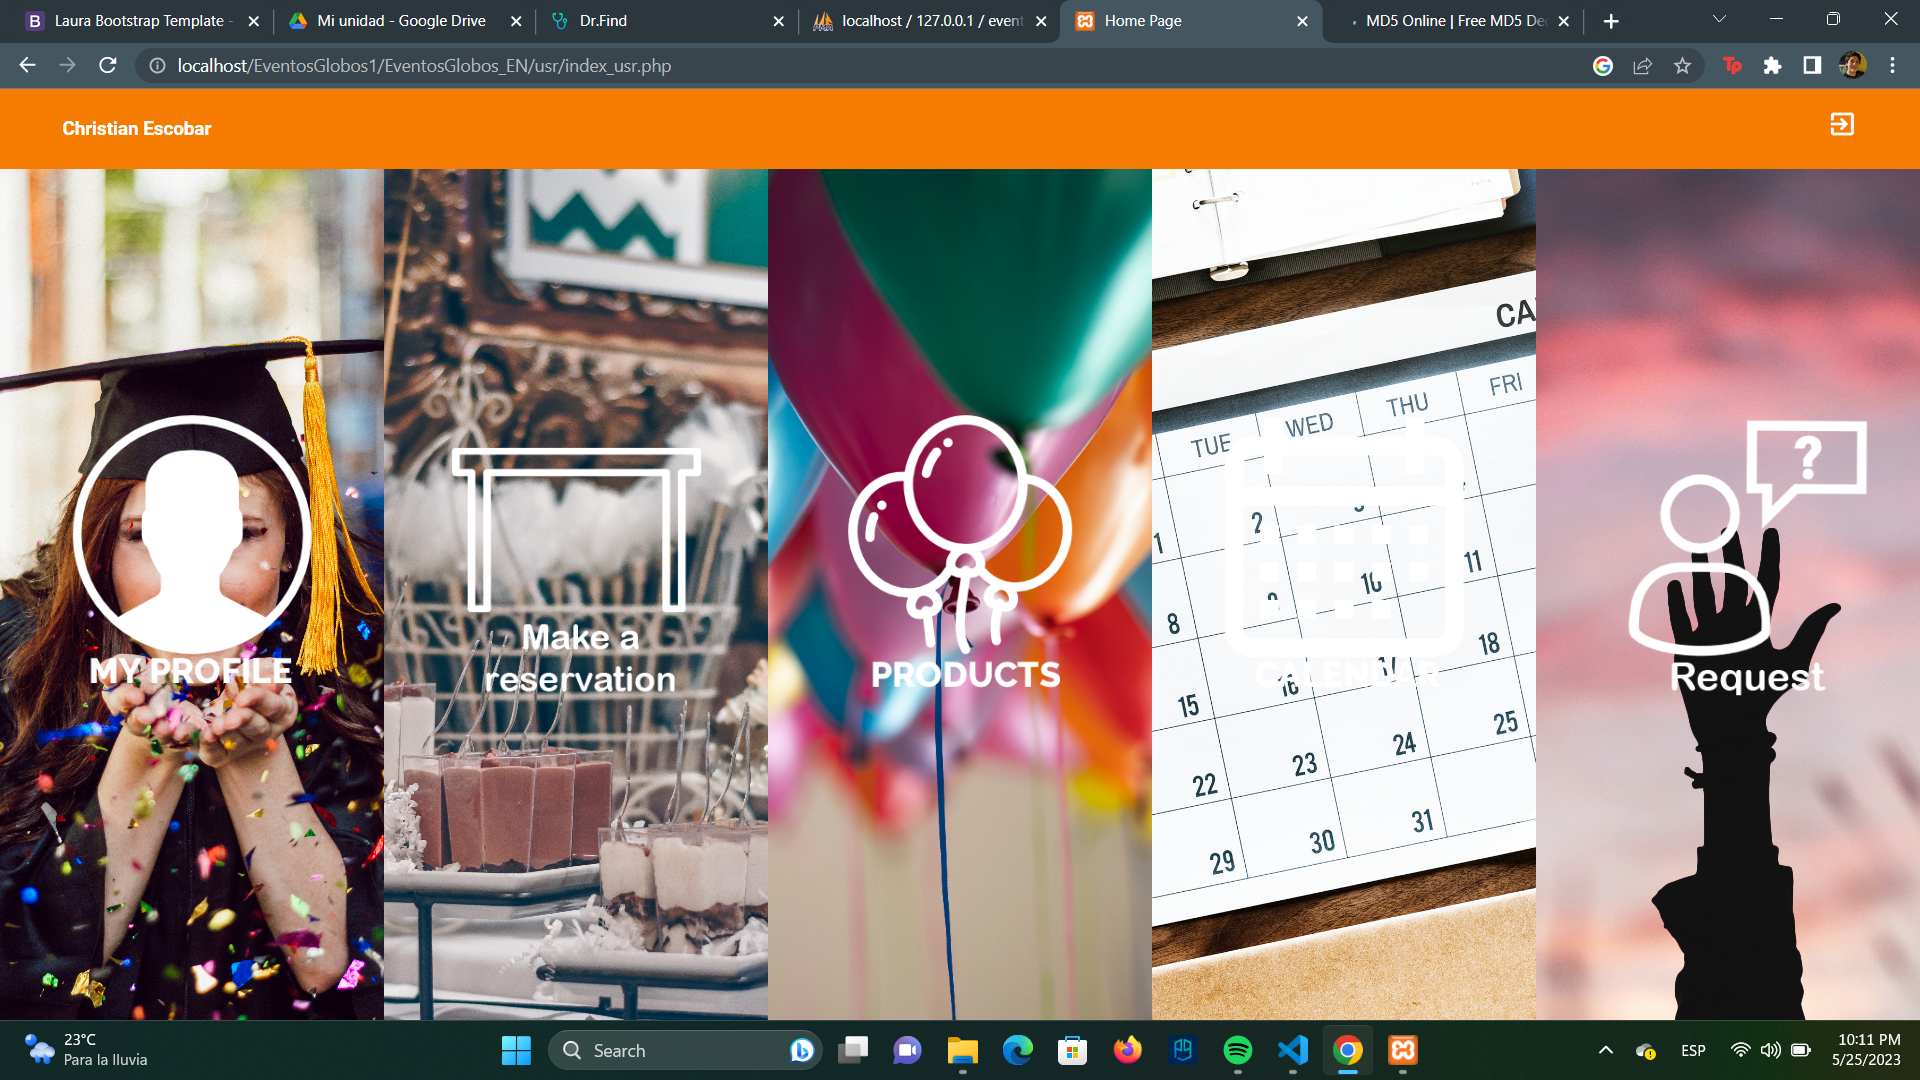 Laura Bootstrap Template -
Mi unidad - Google Drive
Dr.Find
localhost / 127.0.0.1 / event
Home Page
MD5 Online | Free MD5 De
localhost/EventosGlobos1/EventosGlobos_EN/usr/index_usr.php
Tp
Christian Escobar
MY PROFILE
Make a
reservation
PRODUCTS
CA
TUE WED THU FRI
1 2
8 10 11
15 16 17 18
22 23 24 25
29 30 31
CALENDAR
?
Request
23°C
Para la lluvia
Search
ESP
10:11 PM
5/25/2023